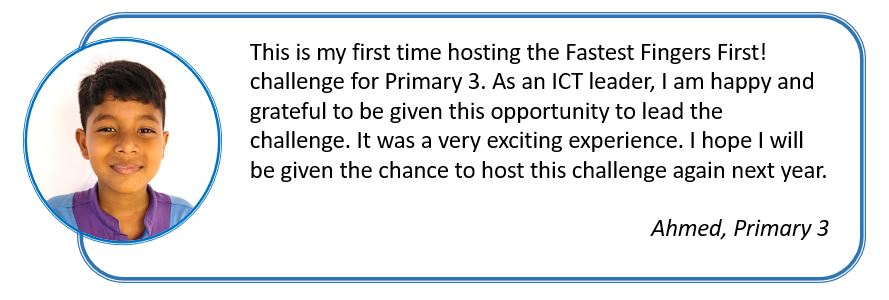 This is my first time hosting the Fastest Fingers First!
challenge for Primary 3. As an ICT leader, I am happy and
grateful to be given this opportunity to lead the
challenge. It was a very exciting experience. I hope I will
be given the chance to host this challenge again next year.
Ahmed, Primary 3